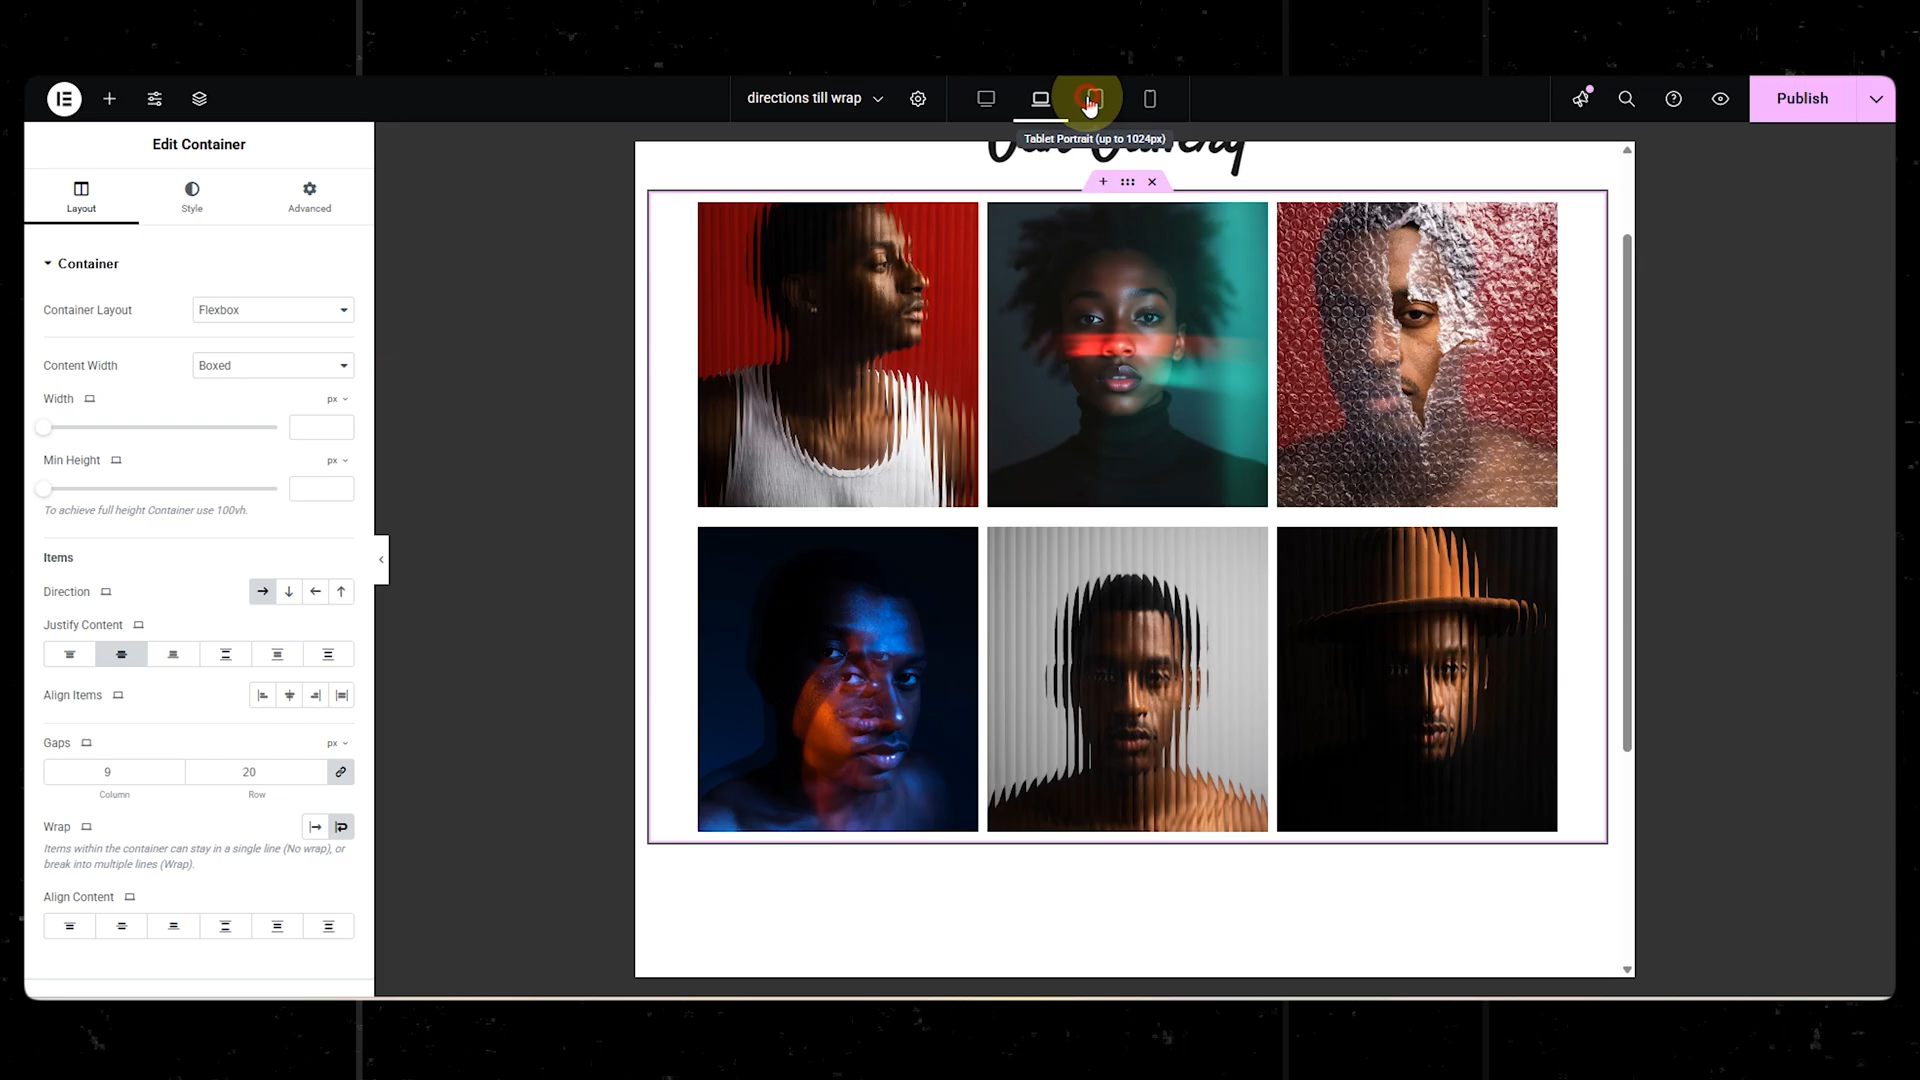 directions till wrap
Publish
Tablet Portrait (up to 1024px)
Edit Container
Layout
Style
Advanced
Container
Container Layout
Flexbox
Content Width
Boxed
Width
px
Min Height
px
To achieve full height Container use 100vh.
Items
Direction
Justify Content
Align Items
Gaps
px
9
20
Column
Row
Wrap
Items within the container can stay in a single line (No wrap), or
break into multiple lines (Wrap).
Align Content